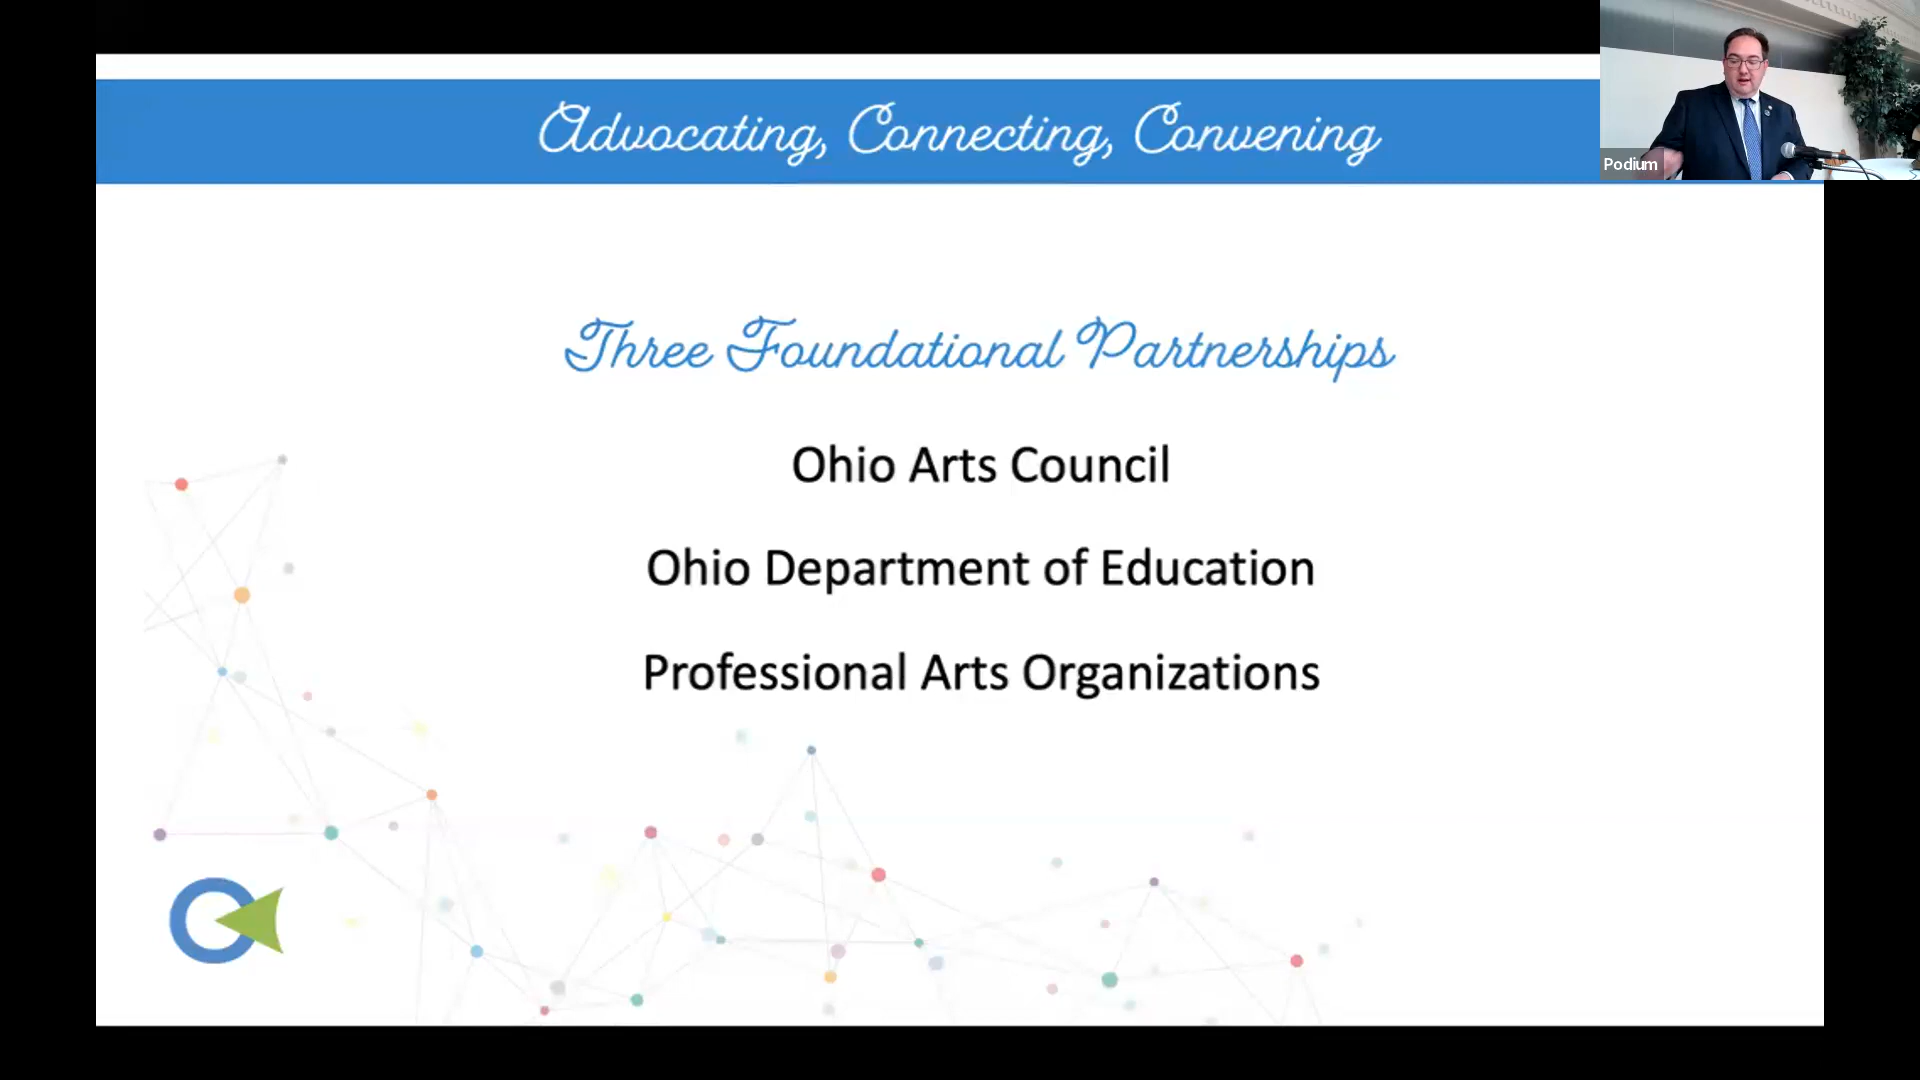 Advocating, Connecting, Convening
Podium
Three Foundational Partnerships
Ohio Arts Council
Ohio Department of Education
Professional Arts Organizations